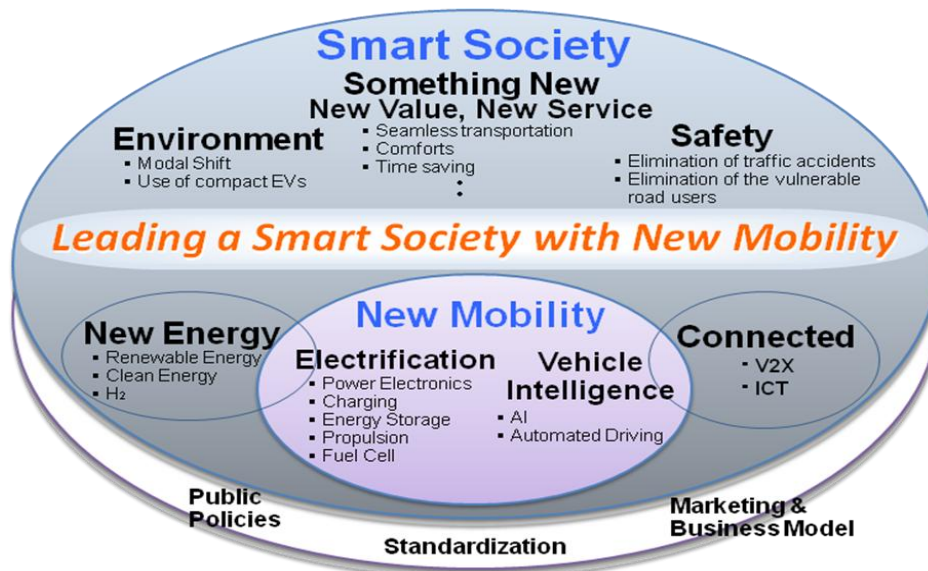 Smart Society
Something New
New Value, New Service
▪ Seamless transportation
▪ Comforts
▪ Time saving
:
Environment
▪ Modal Shift
▪ Use of compact EVs
Safety
▪ Elimination of traffic accidents
▪ Elimination of the vulnerable
road users
Leading a Smart Society with New Mobility
New Mobility
New Energy
▪ Renewable Energy
▪ Clean Energy
▪ H₂
Electrification
▪ Power Electronics
▪ Charging
▪ Energy Storage
▪ Propulsion
▪ Fuel Cell
Vehicle
Intelligence
▪ AI
▪ Automated Driving
Connected
▪ V2X
▪ ICT
Public
Policies
Standardization
Marketing &
Business Model